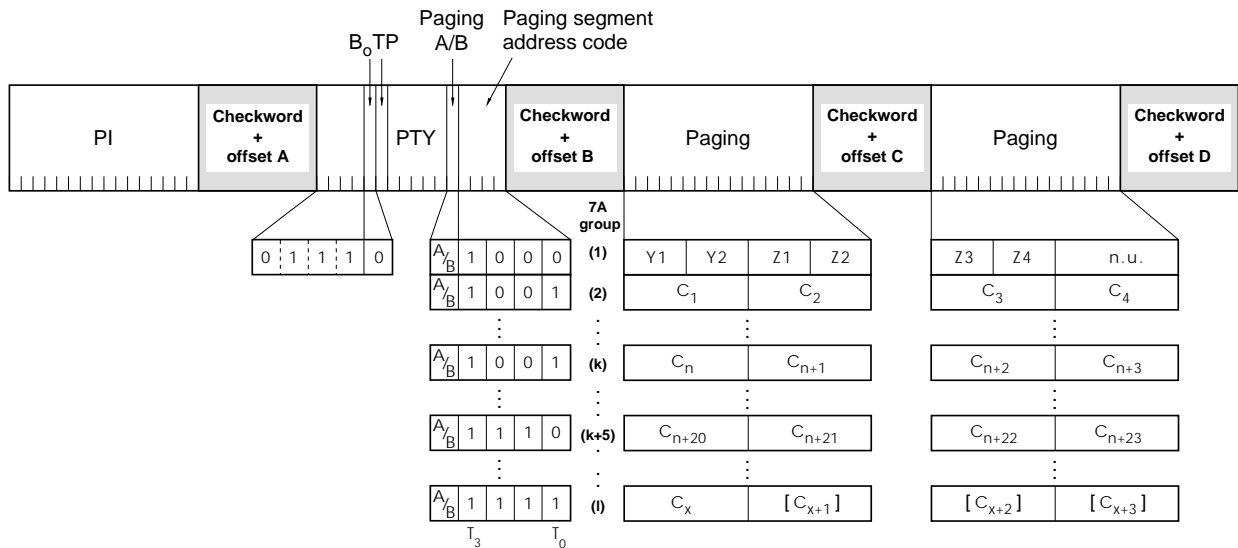 Paging Paging segment
B₀ TP A/B address code
PI Checkword + offset A PTY Checkword + offset B Paging Checkword + offset C Paging Checkword + offset D
7A group
0 1 1 1 0 A/B 1 0 0 0 (1) Y1 Y2 Z1 Z2 Z3 Z4 n.u.
A/B 1 0 0 1 (2) C₁ C₂ C₃ C₄
A/B 1 0 0 1 (k) Cₙ Cₙ₊₁ Cₙ₊₂ Cₙ₊₃
A/B 1 1 1 0 (k+5) Cₙ₊₂₀ Cₙ₊₂₁ Cₙ₊₂₂ Cₙ₊₂₃
A/B 1 1 1 1 (l) Cₓ [Cₓ₊₁] [Cₓ₊₂] [Cₓ₊₃]
T₃ T₀